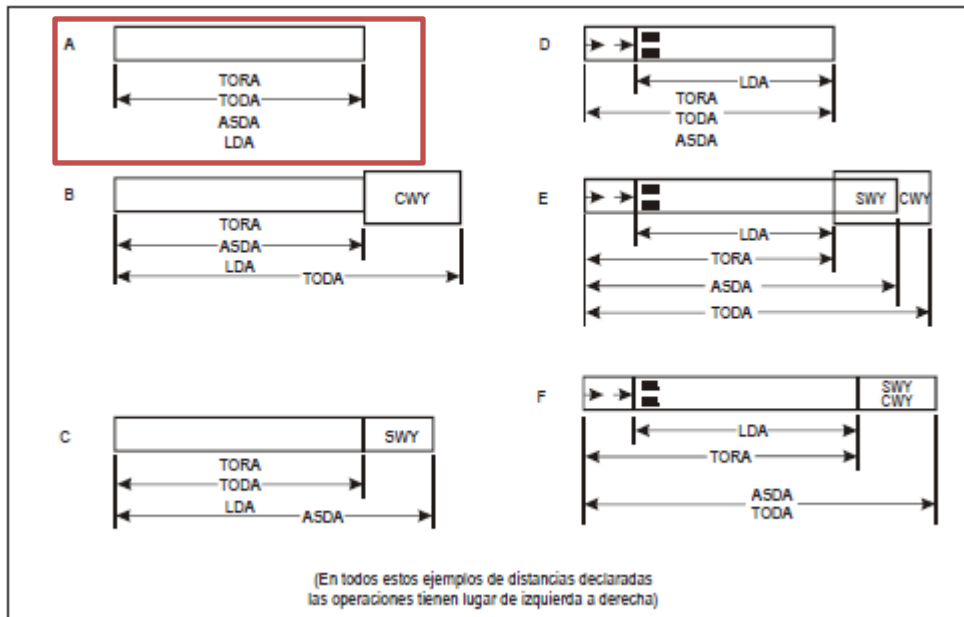 A
TORA
TODA
ASDA
LDA
B
CWY
TORA
ASDA
LDA
TODA
C
SWY
TORA
TODA
LDA
ASDA
D
LDA
TORA
TODA
ASDA
E
SWY
CWY
LDA
TORA
ASDA
TODA
F
SWY
CWY
LDA
TORA
ASDA
TODA
(En todos estos ejemplos de distancias declaradas
las operaciones tienen lugar de izquierda a derecha)